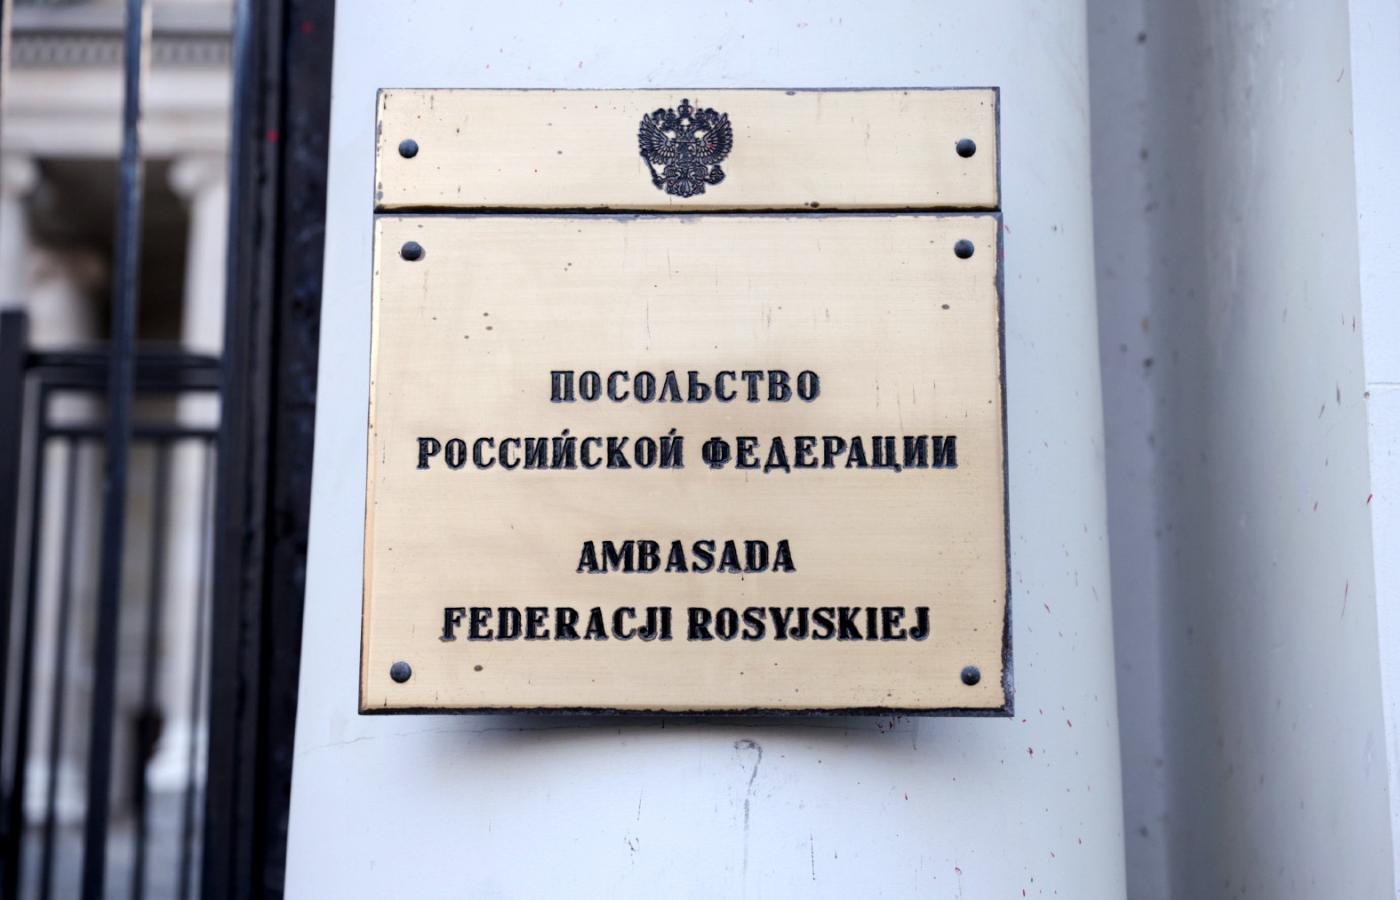 ПОСОЛЬСТВО
РОССИЙСКОЙ ФЕДЕРАЦИИ
AMBASADA
FEDERACJI ROSYJSKIEJ